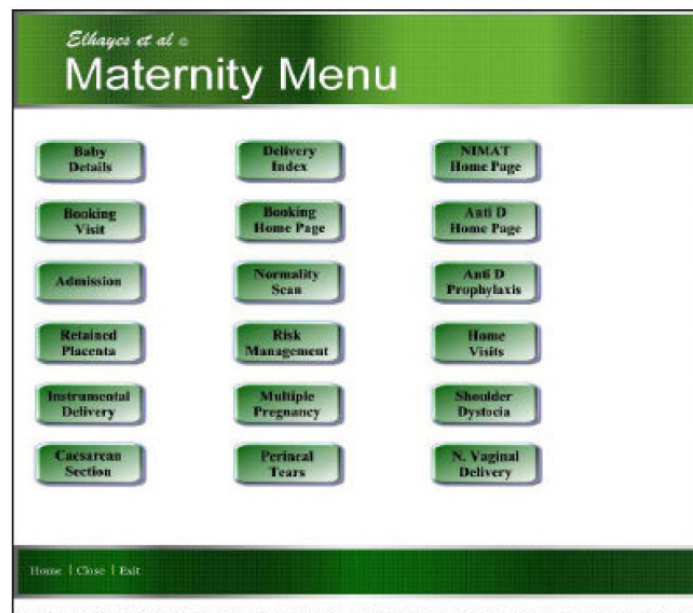 Elhayes et al ©
Maternity Menu
Baby Details
Delivery Index
NIMAT Home Page
Booking Visit
Booking Home Page
Anti D Home Page
Admission
Normality Scan
Anti D Prophylaxis
Retained Placenta
Risk Management
Home Visits
Instrumental Delivery
Multiple Pregnancy
Shoulder Dystocia
Caesarean Section
Perineal Tears
N. Vaginal Delivery
Home | Close | Exit